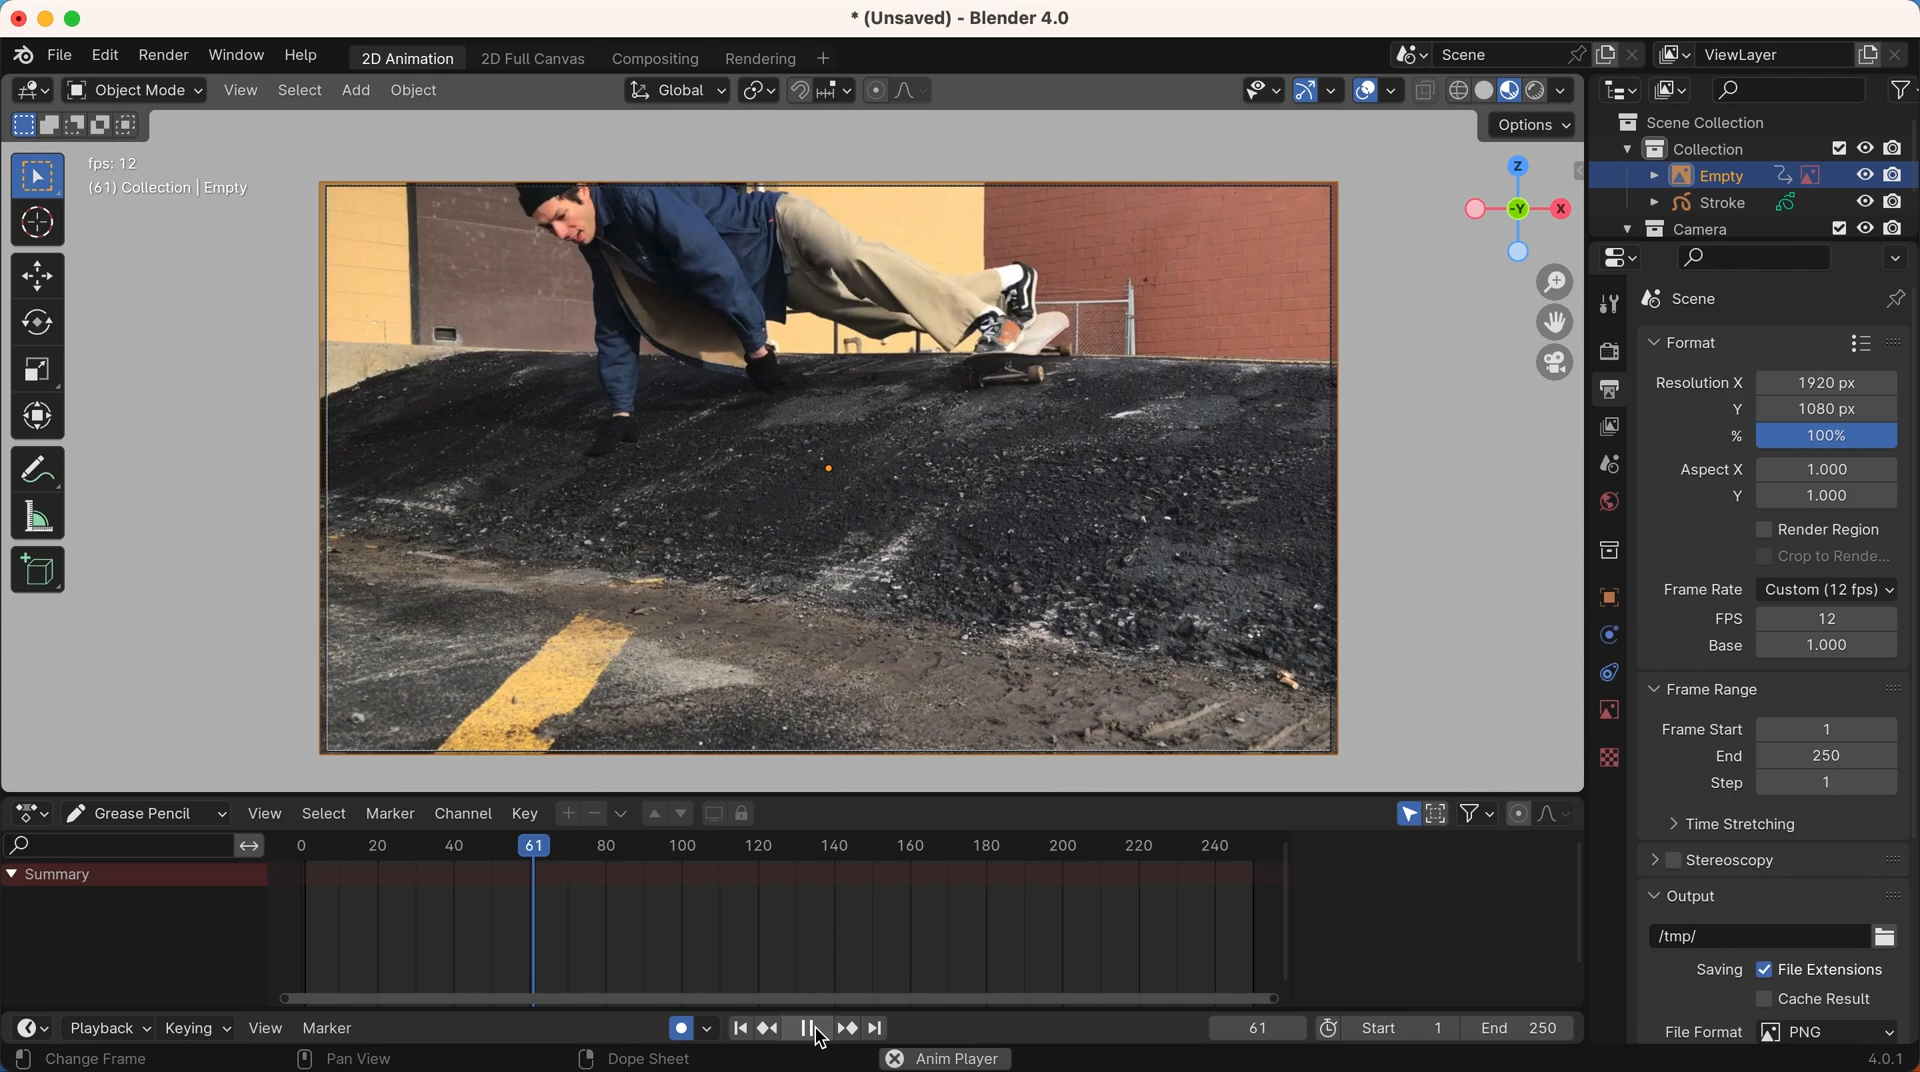 * (Unsaved) - Blender 4.0
File Edit Render Window Help 2D Animation 2D Full Canvas Compositing Rendering + Scene ViewLayer
Object Mode View Select Add Object Global
Options
fps: 12
(61) Collection | Empty
Z
-Y X
Scene Collection
Collection
Empty
Stroke
Camera
Scene
Format
Resolution X 1920 px
Y 1080 px
% 100%
Aspect X 1.000
Y 1.000
Render Region
Crop to Rende...
Frame Rate Custom (12 fps)
FPS 12
Base 1.000
Frame Range
Frame Start 1
End 250
Step 1
Time Stretching
Stereoscopy
Output
/tmp/
Saving File Extensions
Cache Result
File Format PNG
Grease Pencil View Select Marker Channel Key
0 20 40 61 80 100 120 140 160 180 200 220 240
Summary
Playback Keying View Marker 61 Start 1 End 250
Change Frame Pan View Dope Sheet Anim Player 4.0.1